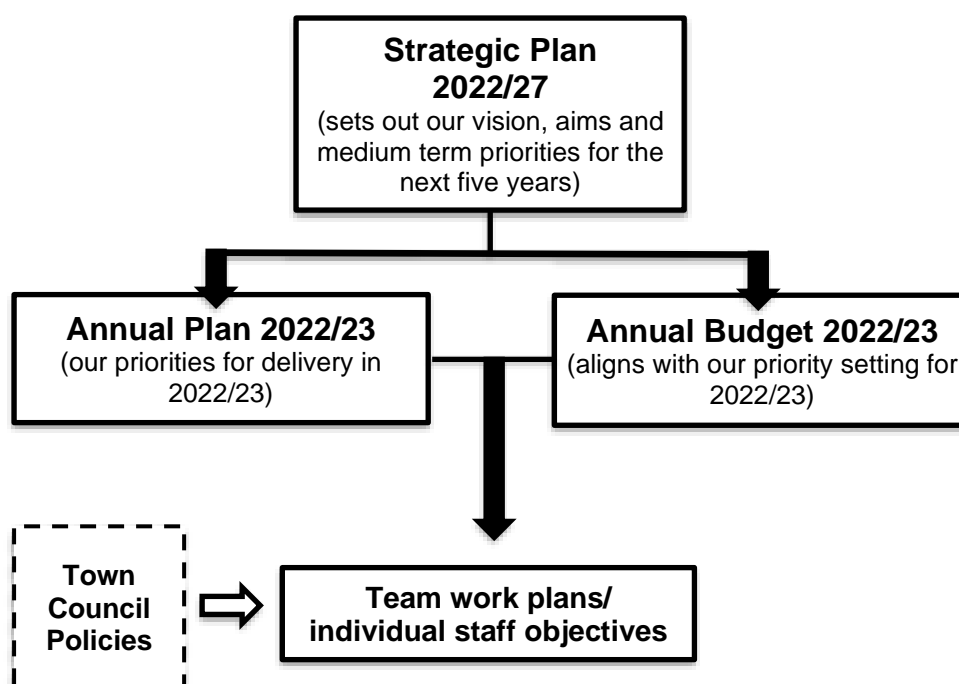 Strategic Plan
2022/27
(sets out our vision, aims and
medium term priorities for the
next five years)
Annual Plan 2022/23
(our priorities for delivery in
2022/23)
Annual Budget 2022/23
(aligns with our priority setting for
2022/23)
Town
Council
Policies
Team work plans/
individual staff objectives